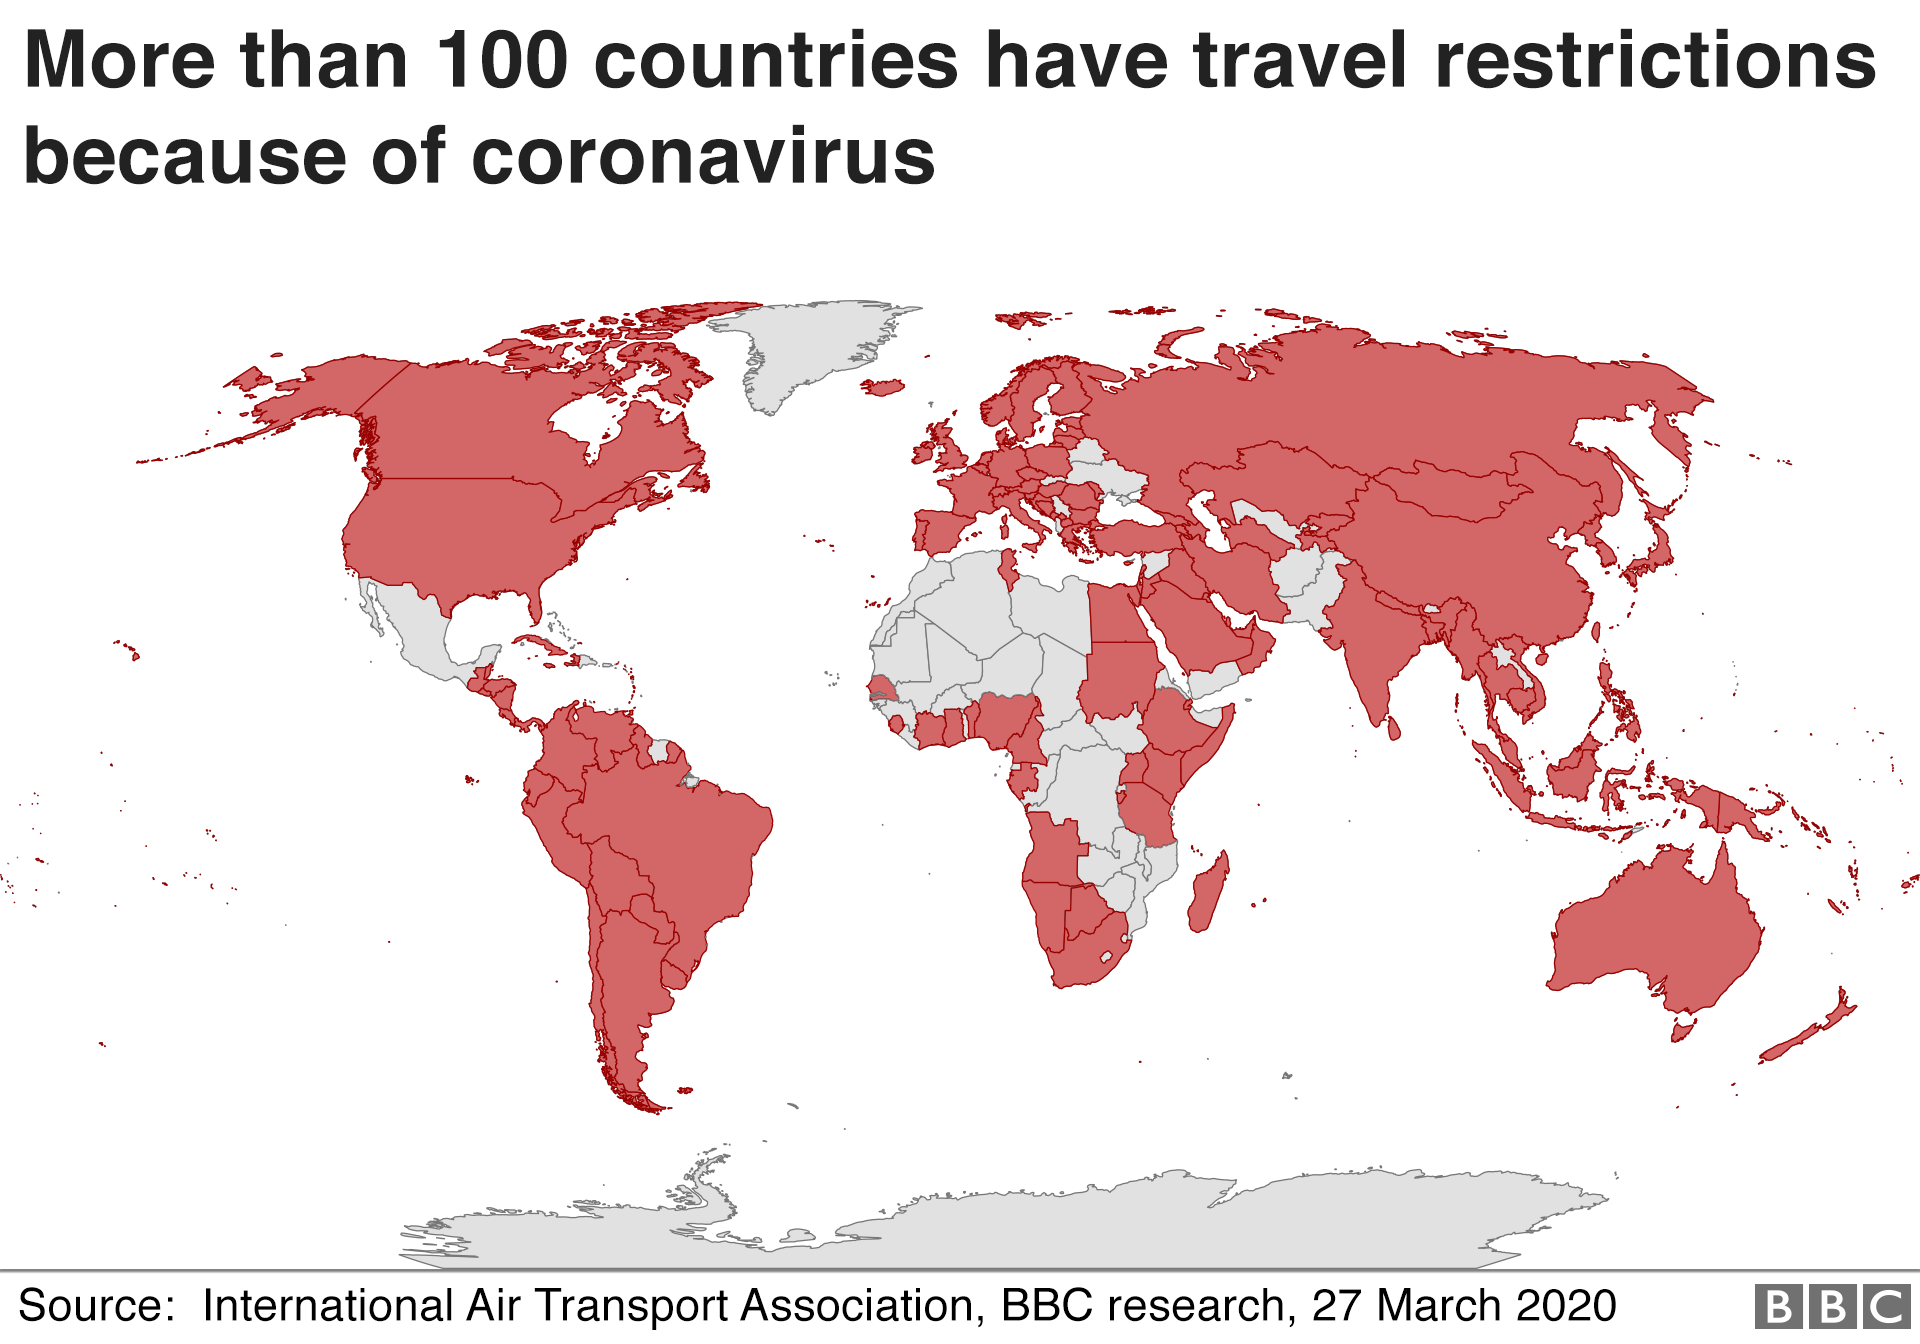 More than 100 countries have travel restrictions
because of coronavirus
Source: International Air Transport Association, BBC research, 27 March 2020
BBC